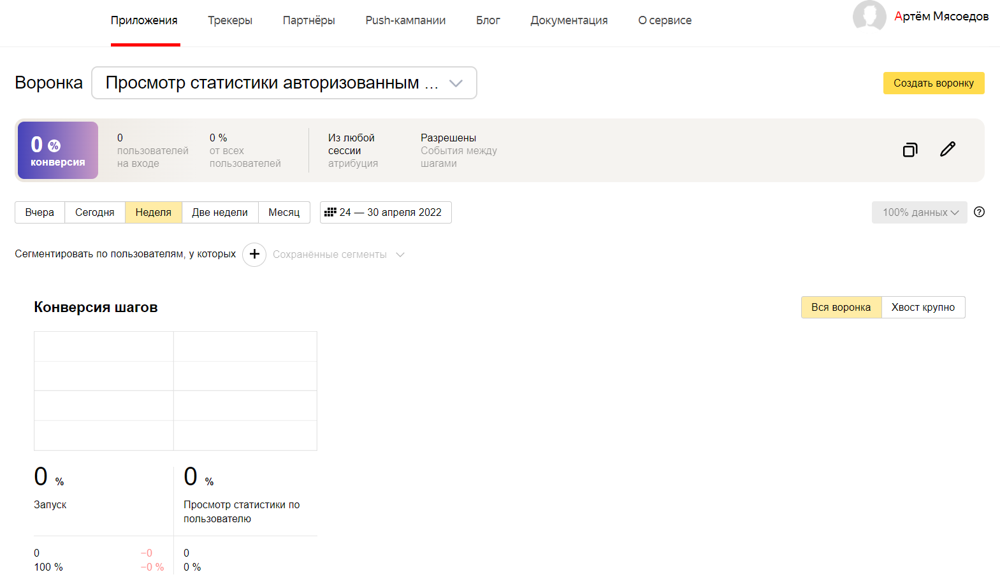 Приложения Трекеры Партнёры Push-кампании Блог Документация О сервисе Артём Мясоедов
Воронка Просмотр статистики авторизованным ... Создать воронку
0 %
конверсия
0
пользователей
на входе
0 %
от всех
пользователей
Из любой
сессии
атрибуция
Разрешены
События между
шагами
Вчера Сегодня Неделя Две недели Месяц 24 — 30 апреля 2022 100% данных ?
Сегментировать по пользователям, у которых + Сохранённые сегменты
Конверсия шагов Вся воронка Хвост крупно
0 % 0 %
Запуск Просмотр статистики по
пользователю
0 −0 0
100 % −0 % 0 %